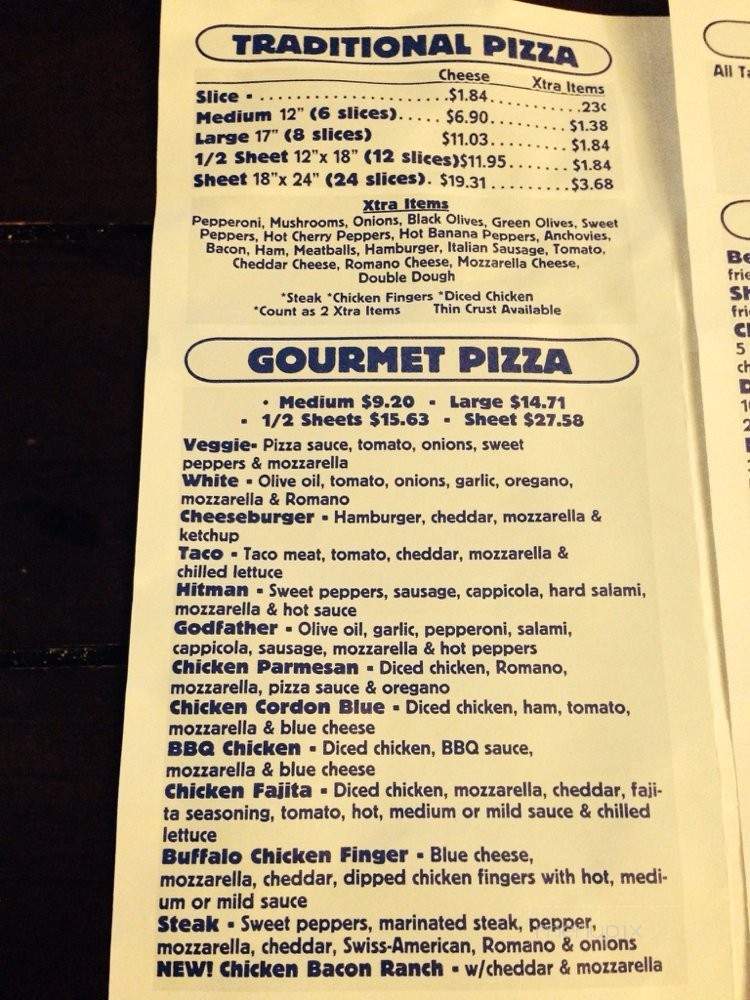 TRADITIONAL PIZZA
Cheese Xtra Items
Slice - .....................$1.84..........23¢
Medium 12" (6 slices)..... $6.90.........$1.38
Large 17" (8 slices) $11.03.........$1.84
1/2 Sheet 12"x 18" (12 slices)$11.95.......$1.84
Sheet 18"x 24" (24 slices). $19.31.........$3.68
Xtra Items
Pepperoni, Mushrooms, Onions, Black Olives, Green Olives, Sweet
Peppers, Hot Cherry Peppers, Hot Banana Peppers, Anchovies,
Bacon, Ham, Meatballs, Hamburger, Italian Sausage, Tomato,
Cheddar Cheese, Romano Cheese, Mozzarella Cheese,
Double Dough
*Steak *Chicken Fingers *Diced Chicken
*Count as 2 Xtra Items Thin Crust Available
GOURMET PIZZA
• Medium $9.20 - Large $14.71
- 1/2 Sheets $15.63 - Sheet $27.58
Veggie- Pizza sauce, tomato, onions, sweet
peppers & mozzarella
White - Olive oil, tomato, onions, garlic, oregano,
mozzarella & Romano
Cheeseburger - Hamburger, cheddar, mozzarella &
ketchup
Taco - Taco meat, tomato, cheddar, mozzarella &
chilled lettuce
Hitman - Sweet peppers, sausage, cappicola, hard salami,
mozzarella & hot sauce
Godfather - Olive oil, garlic, pepperoni, salami,
cappicola, sausage, mozzarella & hot peppers
Chicken Parmesan - Diced chicken, Romano,
mozzarella, pizza sauce & oregano
Chicken Cordon Blue - Diced chicken, ham, tomato,
mozzarella & blue cheese
BBQ Chicken - Diced chicken, BBQ sauce,
mozzarella & blue cheese
Chicken Fajita - Diced chicken, mozzarella, cheddar, faji-
ta seasoning, tomato, hot, medium or mild sauce & chilled
lettuce
Buffalo Chicken Finger - Blue cheese,
mozzarella, cheddar, dipped chicken fingers with hot, medi-
um or mild sauce
Steak - Sweet peppers, marinated steak, pepper,
mozzarella, cheddar, Swiss-American, Romano & onions
NEW! Chicken Bacon Ranch - w/cheddar & mozzarella
All